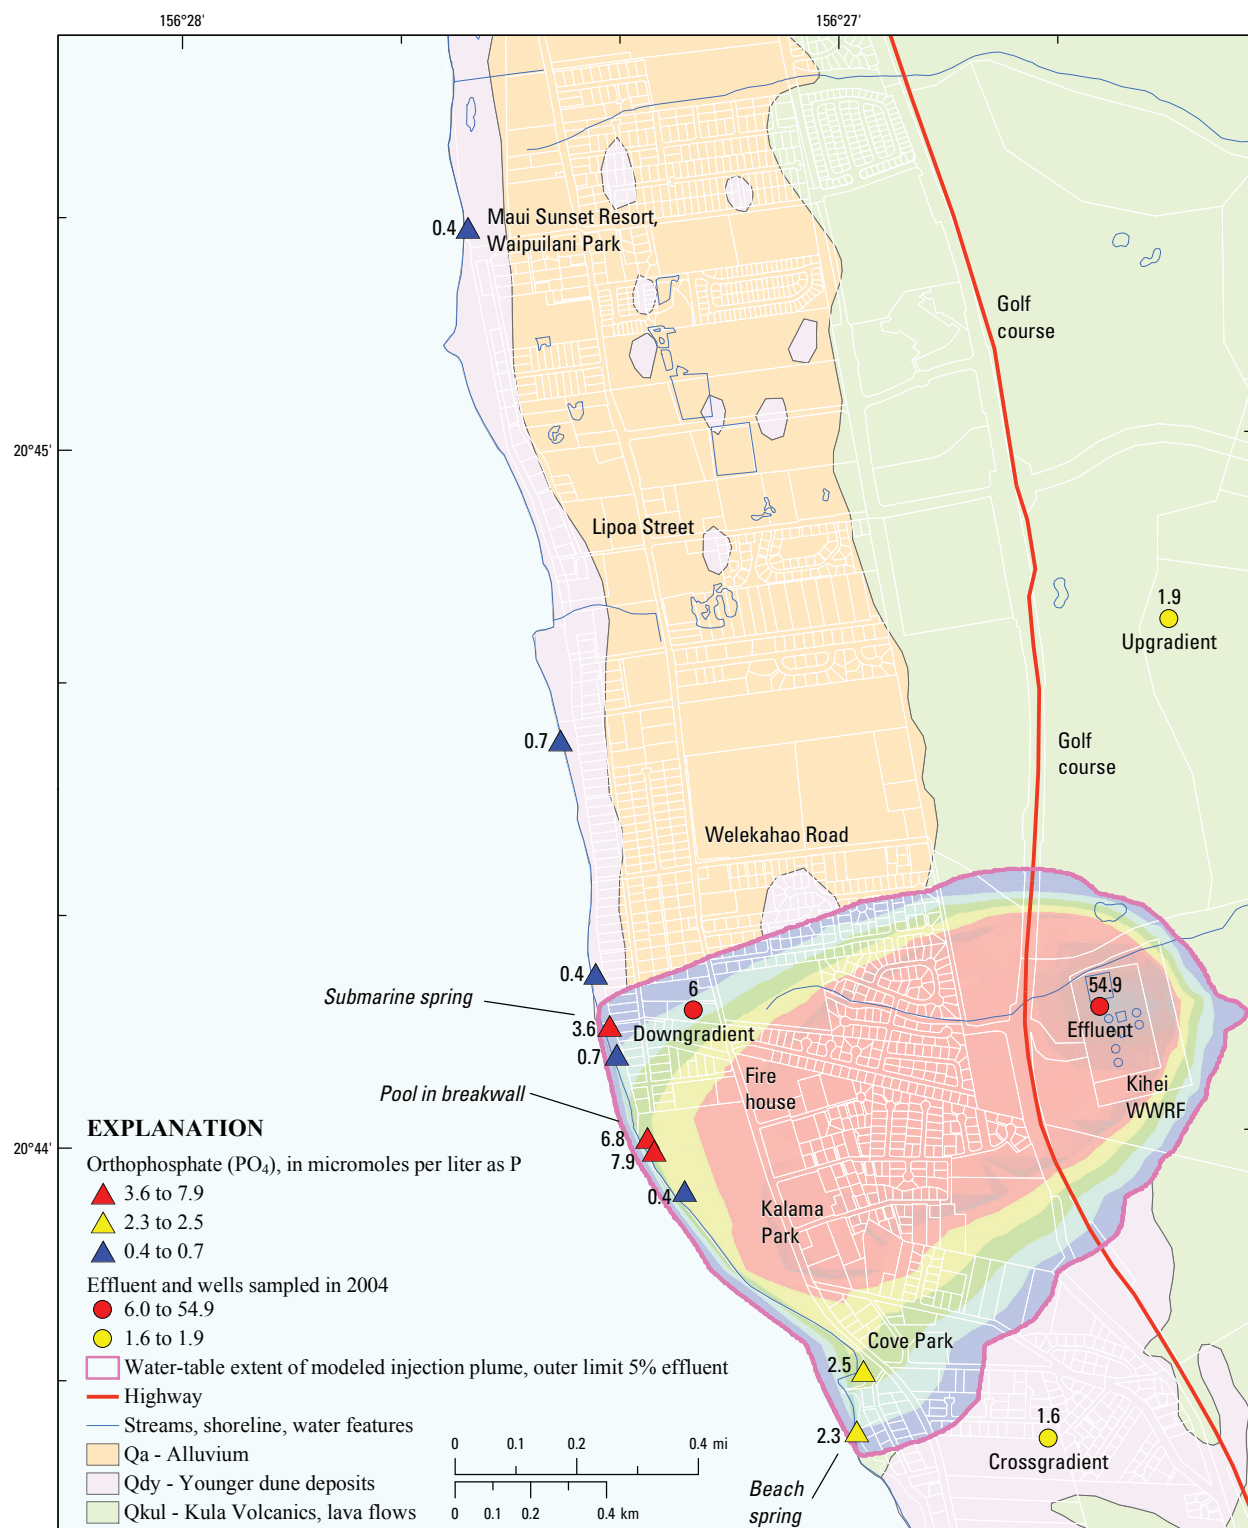 156°28'
156°27'
0.4
Maui Sunset Resort,
Waipuilani Park
Golf
course
20°45'
Lipoa Street
1.9
Upgradient
0.7
Golf
course
Welekahao Road
0.4
Submarine spring
6
54.9
3.6
Downgradient
Effluent
0.7
Fire
house
Kihei
WWRF
Pool in breakwall
6.8
20°44'
7.9
0.4
Kalama
Park
Cove Park
2.5
2.3
1.6
Crossgradient
Beach
spring
EXPLANATION
Orthophosphate (PO₄), in micromoles per liter as P
3.6 to 7.9
2.3 to 2.5
0.4 to 0.7
Effluent and wells sampled in 2004
6.0 to 54.9
1.6 to 1.9
Water-table extent of modeled injection plume, outer limit 5% effluent
Highway
Streams, shoreline, water features
Qa - Alluvium
Qdy - Younger dune deposits
Qkul - Kula Volcanics, lava flows
0 0.1 0.2 0.4 mi
0 0.1 0.2 0.4 km